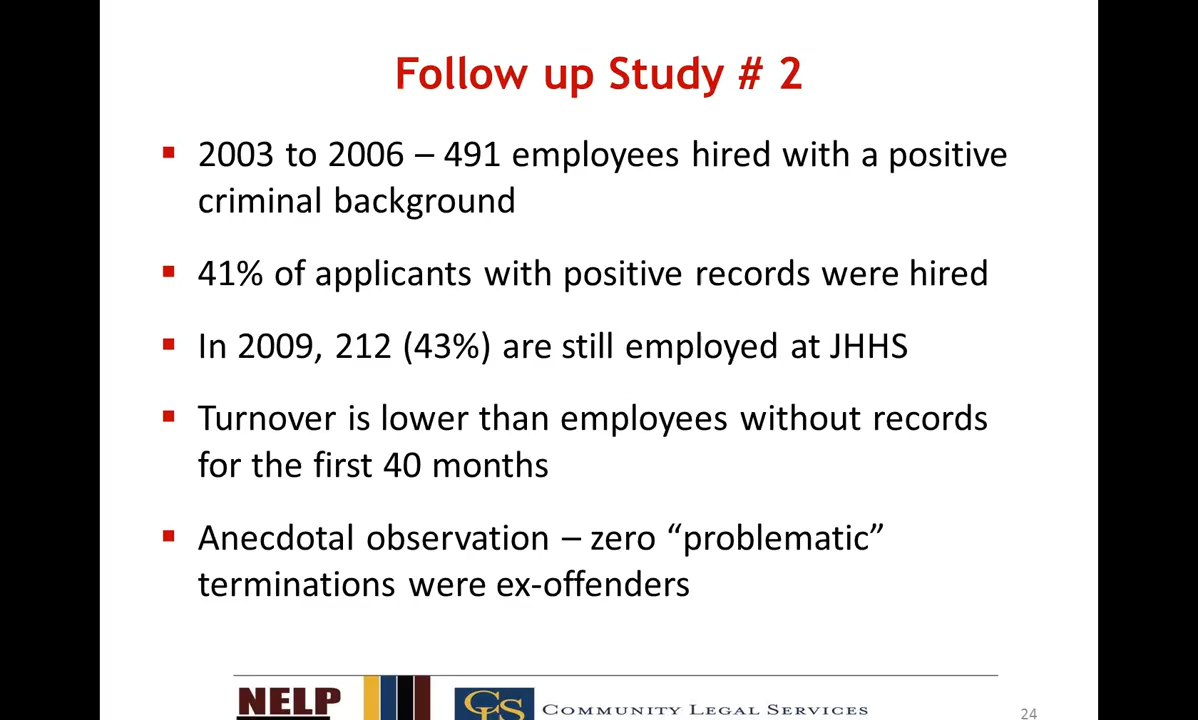 Follow up Study # 2
▪ 2003 to 2006 – 491 employees hired with a positive
criminal background
▪ 41% of applicants with positive records were hired
▪ In 2009, 212 (43%) are still employed at JHHS
▪ Turnover is lower than employees without records
for the first 40 months
▪ Anecdotal observation – zero “problematic”
terminations were ex-offenders
NELP
CLS COMMUNITY LEGAL SERVICES
24